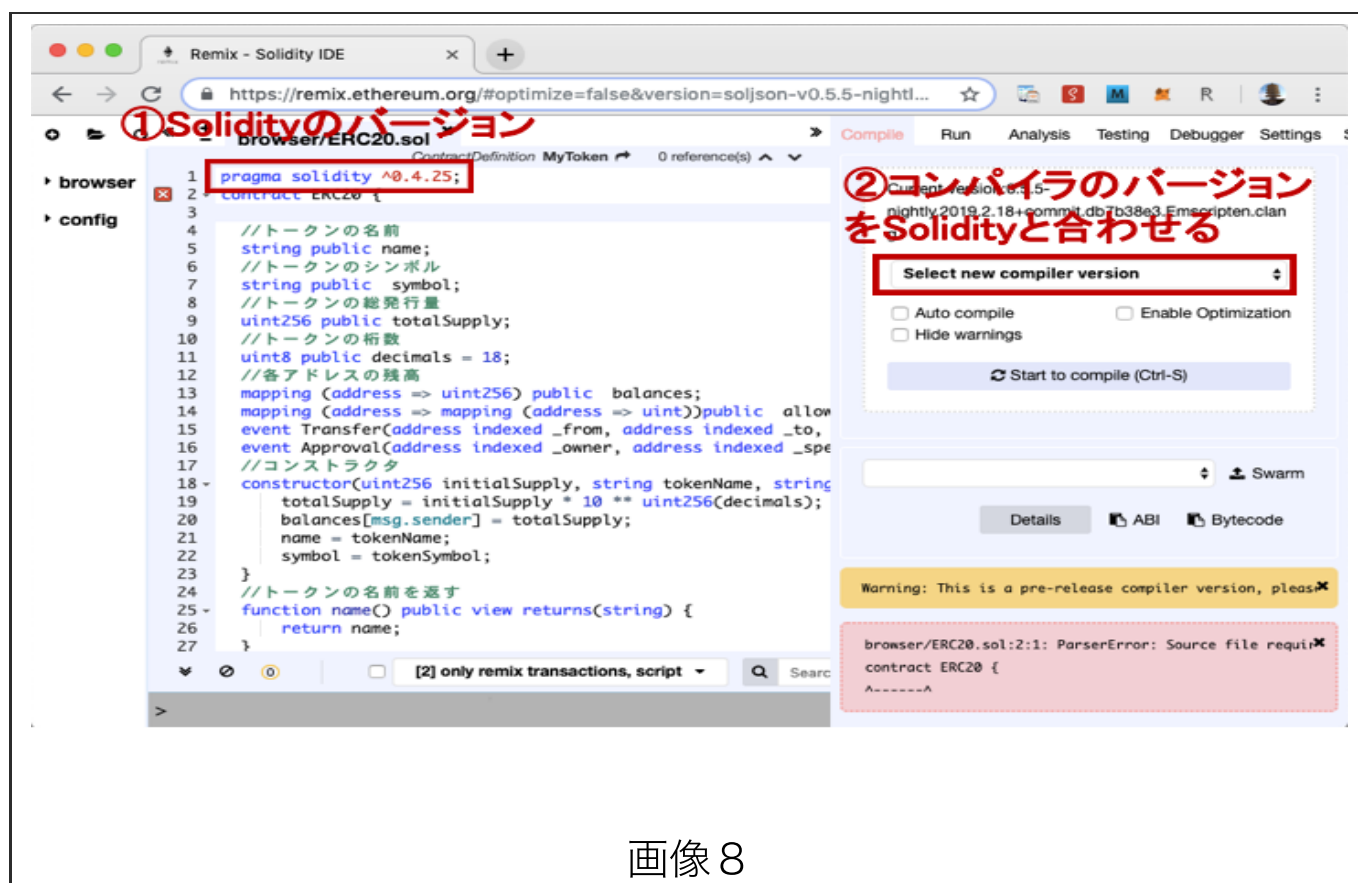 Remix - Solidity IDE
https://remix.ethereum.org/#optimize=false&version=soljson-v0.5.5-nightl...
①Solidityのバージョン
browser/ERC20.sol
ContractDefinition MyToken 0 reference(s)
browser
config
1 pragma solidity ^0.4.25;
2 contract ERC20 {
3
4 //トークンの名前
5 string public name;
6 //トークンのシンボル
7 string public symbol;
8 //トークンの総発行量
9 uint256 public totalSupply;
10 //トークンの桁数
11 uint8 public decimals = 18;
12 //各アドレスの残高
13 mapping (address => uint256) public balances;
14 mapping (address => mapping (address => uint))public allow
15 event Transfer(address indexed _from, address indexed _to,
16 event Approval(address indexed _owner, address indexed _spe
17 //コンストラクタ
18 constructor(uint256 initialSupply, string tokenName, string
19 totalSupply = initialSupply * 10 ** uint256(decimals);
20 balances[msg.sender] = totalSupply;
21 name = tokenName;
22 symbol = tokenSymbol;
23 }
24 //トークンの名前を返す
25 function name() public view returns(string) {
26 return name;
27 }
[2] only remix transactions, script
Searc
>
Compile Run Analysis Testing Debugger Settings
②コンパイラのバージョン
をSolidityと合わせる
Current version:0.5.5-
nightly.2019.2.18+commit.db7b38e3.Emscripten.clan
Select new compiler version
Auto compile Enable Optimization
Hide warnings
Start to compile (Ctrl-S)
Swarm
Details ABI Bytecode
Warning: This is a pre-release compiler version, pleas
browser/ERC20.sol:2:1: ParserError: Source file requir
contract ERC20 {
^------^
画像8